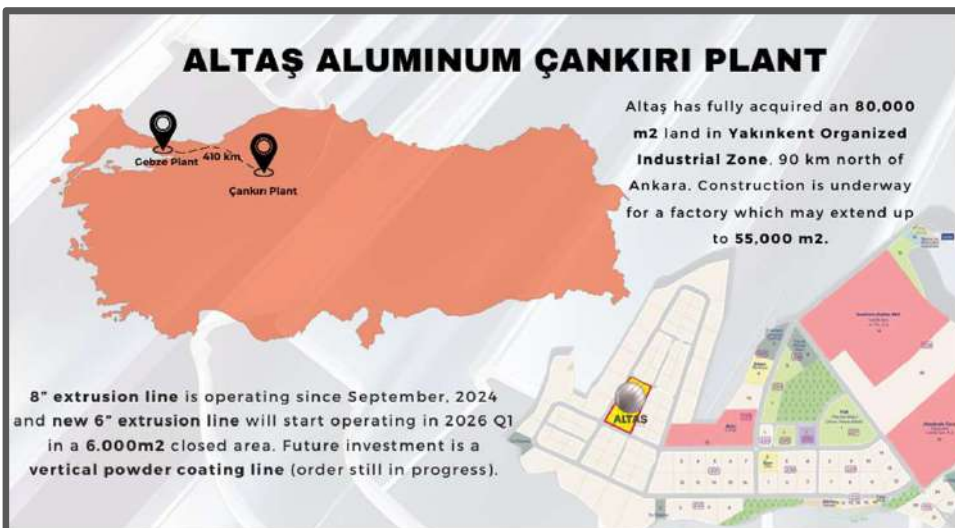 ALTAŞ ALUMINUM ÇANKIRI PLANT
Gebze Plant
410 km
Çankırı Plant
Altaş has fully acquired an 80,000
m2 land in Yakınkent Organized
Industrial Zone, 90 km north of
Ankara. Construction is underway
for a factory which may extend up
to 55,000 m2.
8” extrusion line is operating since September, 2024
and new 6” extrusion line will start operating in 2026 Q1
in a 6.000m2 closed area. Future investment is a
vertical powder coating line (order still in progress).
ALTAŞ